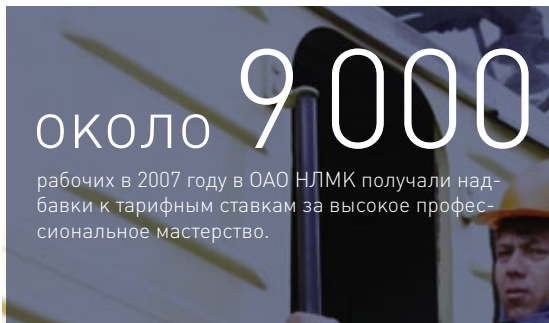 около 9 000
рабочих в 2007 году в ОАО НЛМК получали над-
бавки к тарифным ставкам за высокое профес-
сиональное мастерство.